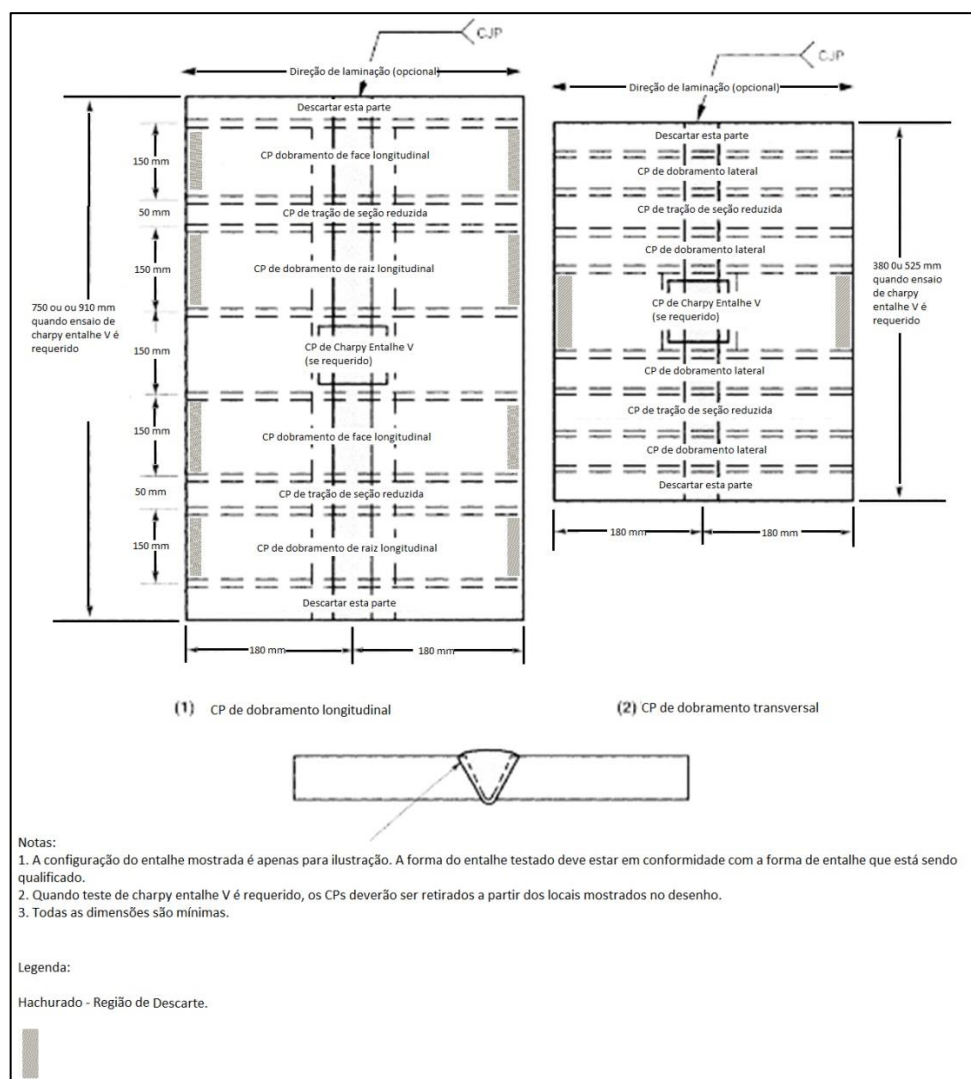 CJP
Direção de laminação (opcional)
Descartar esta parte
150 mm
CP dobramento de face longitudinal
50 mm
CP de tração de seção reduzida
150 mm
CP de dobramento de raiz longitudinal
750 ou ou 910 mm
quando ensaio de
charpy entalhe V é
requerido
150 mm
CP de Charpy Entalhe V
(se requerido)
150 mm
CP dobramento de face longitudinal
50 mm
CP de tração de seção reduzida
150 mm
CP de dobramento de raiz longitudinal
Descartar esta parte
180 mm
180 mm
(1) CP de dobramento longitudinal
CJP
Direção de laminação (opcional)
Descartar esta parte
CP de dobramento lateral
CP de tração de seção reduzida
CP de dobramento lateral
380 0u 525 mm
quando ensaio
de charpy
entalhe V é
requerido
CP de Charpy Entalhe V
(se requerido)
CP de dobramento lateral
CP de tração de seção reduzida
CP de dobramento lateral
Descartar esta parte
180 mm
180 mm
(2) CP de dobramento transversal
Notas:
1. A configuração do entalhe mostrada é apenas para ilustração. A forma do entalhe testado deve estar em conformidade com a forma de entalhe que está sendo
qualificado.
2. Quando teste de charpy entalhe V é requerido, os CPs deverão ser retirados a partir dos locais mostrados no desenho.
3. Todas as dimensões são mínimas.
Legenda:
Hachurado - Região de Descarte.